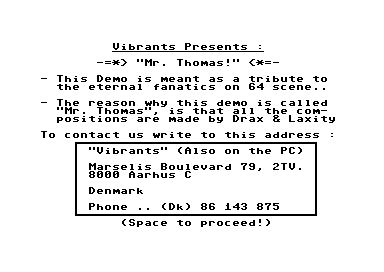 Vibrants Presents :
-=*) "Mr. Thomas!" (*=-
- This Demo is meant as a tribute to
the eternal fanatics on 64 scene..
- The reason why this demo is called
"Mr. Thomas", is that all the com-
positions are made by Drax & Laxity
To contact us write to this address :
"Vibrants" (Also on the PC)
Marselis Boulevard 79, 2TV.
8000 Aarhus C
Denmark
Phone .. (Dk) 86 143 875
(Space to proceed!)